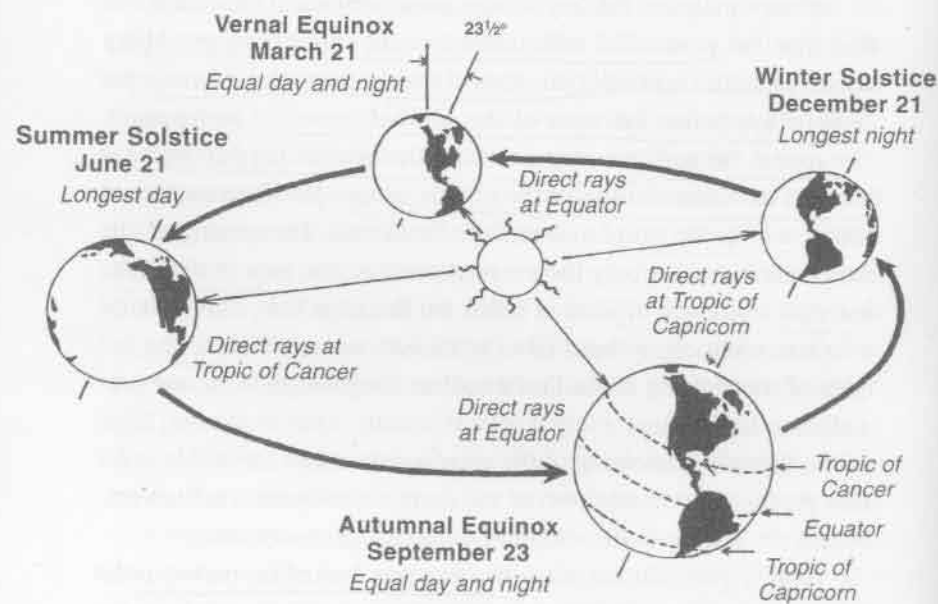 Vernal Equinox
March 21
Equal day and night
23½°
Winter Solstice
December 21
Longest night
Summer Solstice
June 21
Longest day
Direct rays
at Equator
Direct rays
at Tropic of
Capricorn
Direct rays at
Tropic of Cancer
Direct rays
at Equator
Tropic of
Cancer
Equator
Tropic of
Capricorn
Autumnal Equinox
September 23
Equal day and night